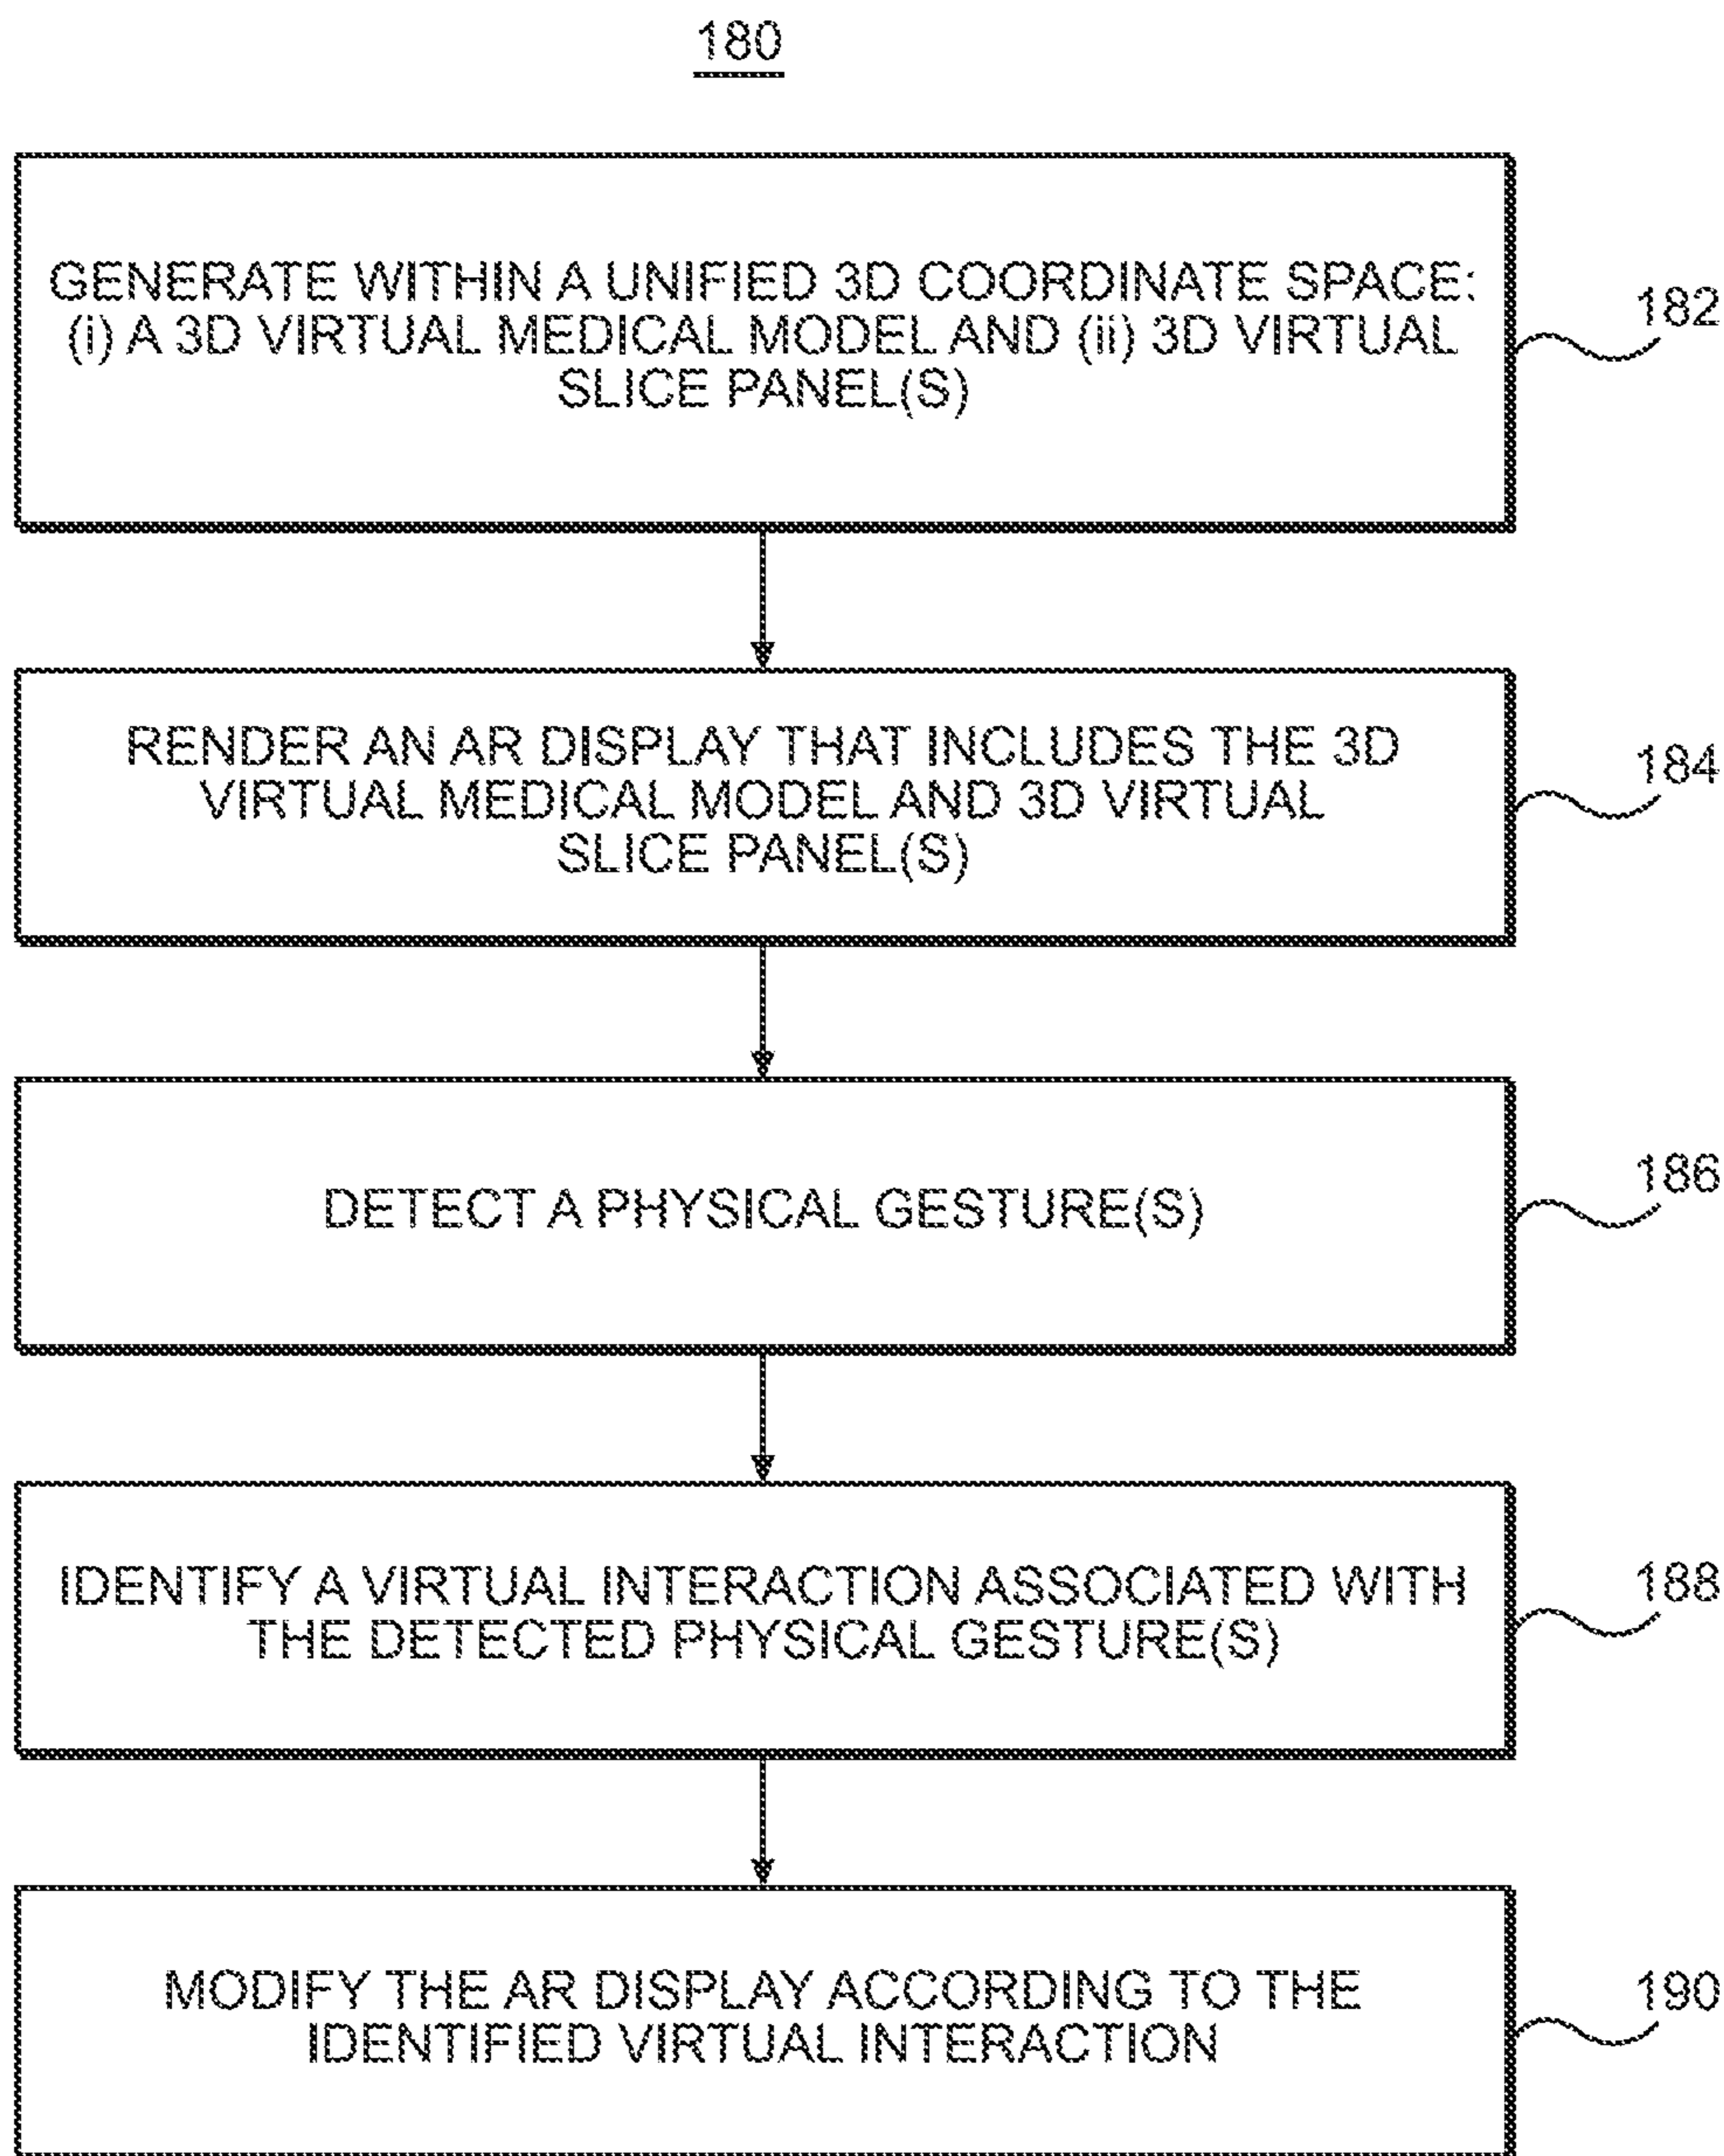 180
GENERATE WITHIN A UNIFIED 3D COORDINATE SPACE:
(i) A 3D VIRTUAL MEDICAL MODEL AND (ii) 3D VIRTUAL
SLICE PANEL(S)
182
RENDER AN AR DISPLAY THAT INCLUDES THE 3D
VIRTUAL MEDICAL MODEL AND 3D VIRTUAL
SLICE PANEL(S)
184
DETECT A PHYSICAL GESTURE(S)
186
IDENTIFY A VIRTUAL INTERACTION ASSOCIATED WITH
THE DETECTED PHYSICAL GESTURE(S)
188
MODIFY THE AR DISPLAY ACCORDING TO THE
IDENTIFIED VIRTUAL INTERACTION
190